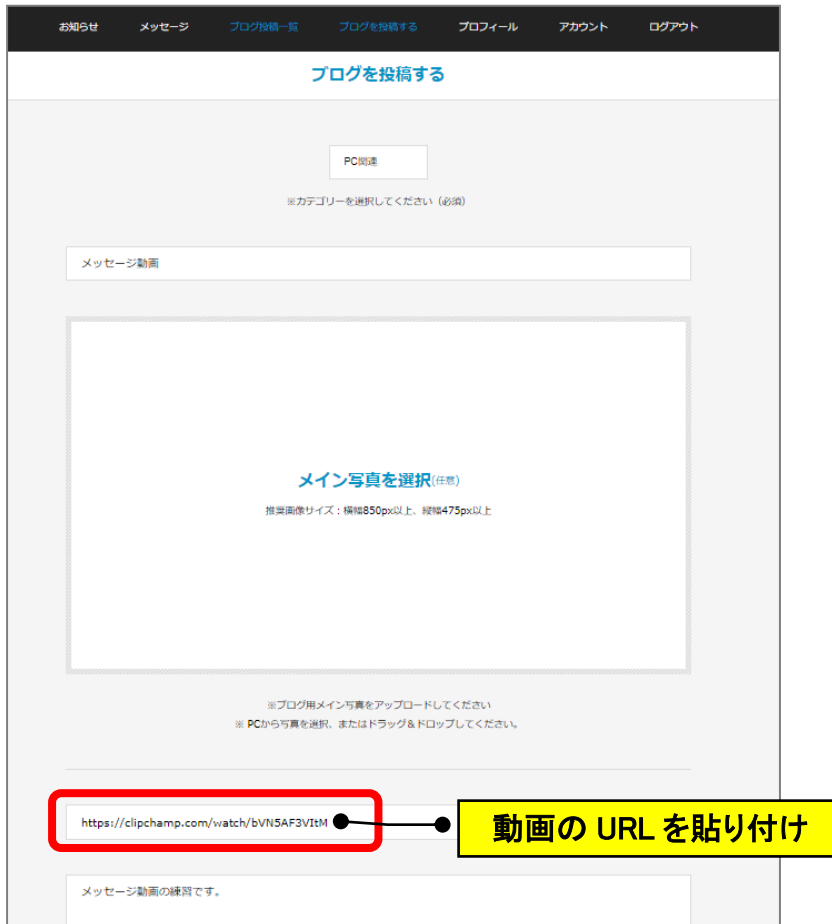 お知らせ メッセージ ブログ投稿一覧 ブログを投稿する プロフィール アカウント ログアウト
ブログを投稿する
PC関連
※カテゴリーを選択してください（必須）
メッセージ動画
メイン写真を選択(任意)
推奨画像サイズ：横幅850px以上、縦幅475px以上
※ブログ用メイン写真をアップロードしてください
※ PCから写真を選択、またはドラッグ＆ドロップしてください。
https://clipchamp.com/watch/bVN5AF3VItM
動画の URL を貼り付け
メッセージ動画の練習です。